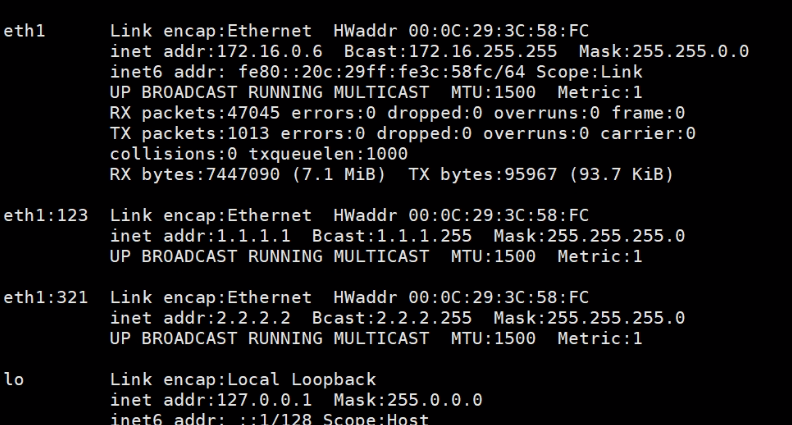 eth1 Link encap:Ethernet HWaddr 00:0C:29:3C:58:FC
inet addr:172.16.0.6 Bcast:172.16.255.255 Mask:255.255.0.0
inet6 addr: fe80::20c:29ff:fe3c:58fc/64 Scope:Link
UP BROADCAST RUNNING MULTICAST MTU:1500 Metric:1
RX packets:47045 errors:0 dropped:0 overruns:0 frame:0
TX packets:1013 errors:0 dropped:0 overruns:0 carrier:0
collisions:0 txqueuelen:1000
RX bytes:7447090 (7.1 MiB) TX bytes:95967 (93.7 KiB)
eth1:123 Link encap:Ethernet HWaddr 00:0C:29:3C:58:FC
inet addr:1.1.1.1 Bcast:1.1.1.255 Mask:255.255.255.0
UP BROADCAST RUNNING MULTICAST MTU:1500 Metric:1
eth1:321 Link encap:Ethernet HWaddr 00:0C:29:3C:58:FC
inet addr:2.2.2.2 Bcast:2.2.2.255 Mask:255.255.255.0
UP BROADCAST RUNNING MULTICAST MTU:1500 Metric:1
lo Link encap:Local Loopback
inet addr:127.0.0.1 Mask:255.0.0.0
inet6 addr: ::1/128 Scope:Host